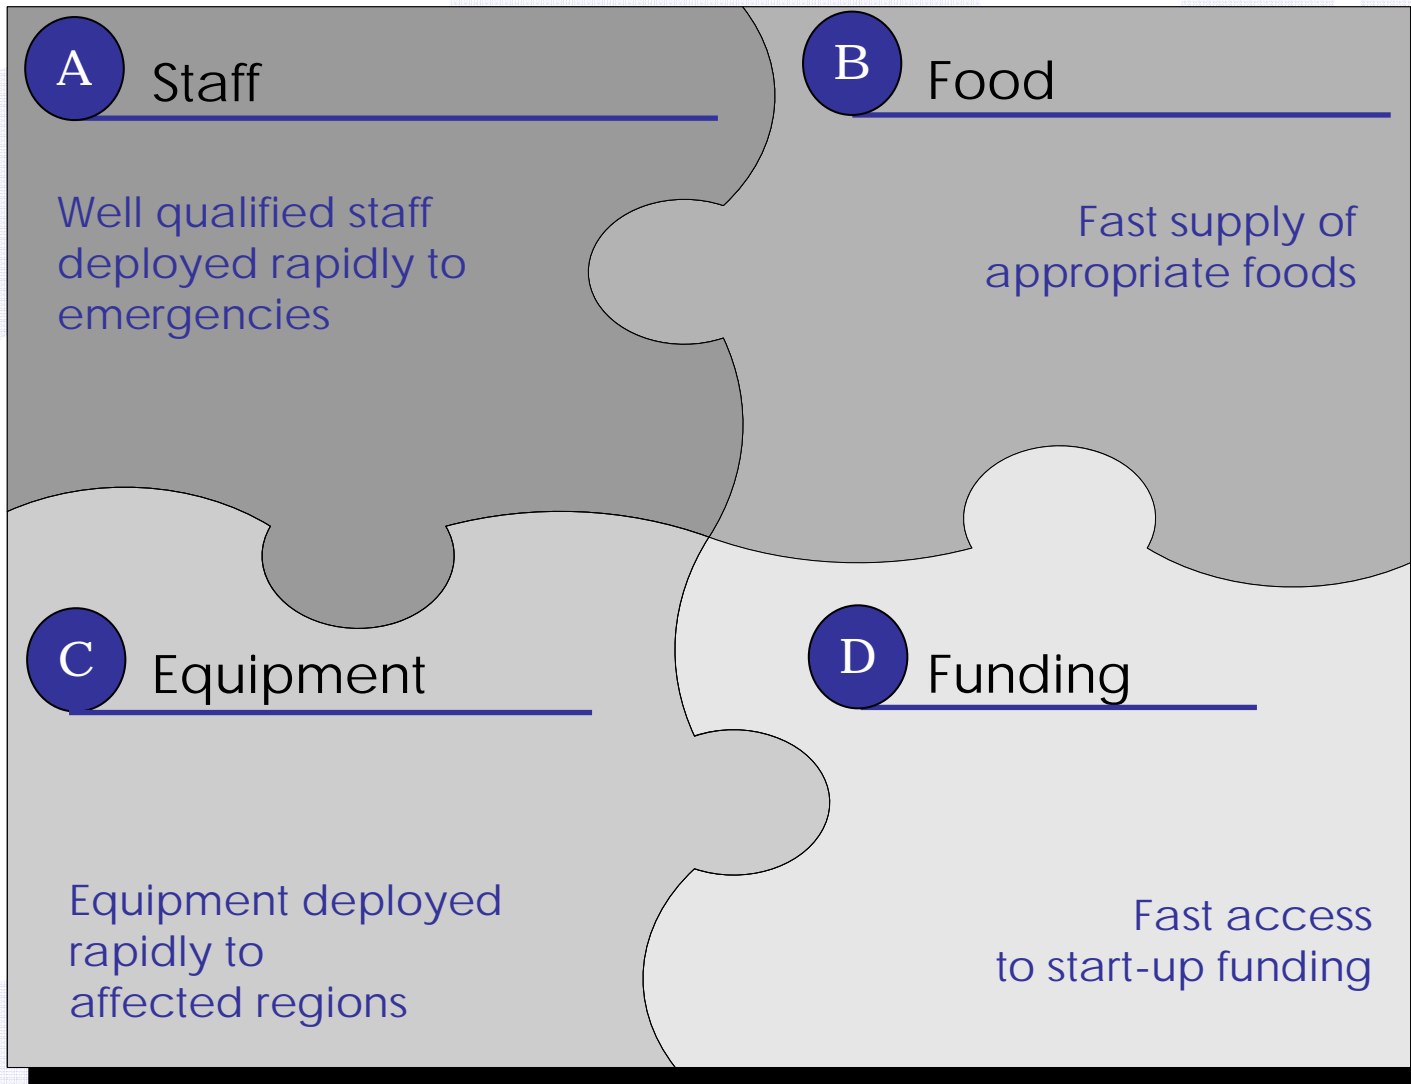 A
Staff
Well qualified staff
deployed rapidly to
emergencies
B
Food
Fast supply of
appropriate foods
C
Equipment
Equipment deployed
rapidly to
affected regions
D
Funding
Fast access
to start-up funding